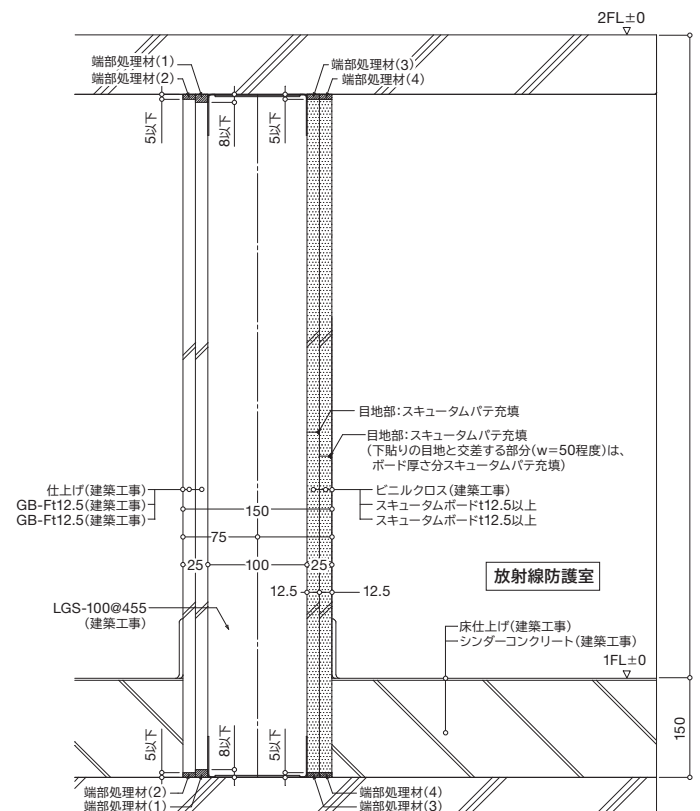 2FL±0
端部処理材(1)
端部処理材(2)
端部処理材(3)
端部処理材(4)
5以下
8以下
5以下
目地部：スキュータムパテ充填
目地部：スキュータムパテ充填
(下貼りの目地と交差する部分(w=50程度)は、
ボード厚さ分スキュータムパテ充填)
仕上げ(建築工事)
GB-Ft12.5(建築工事)
GB-Ft12.5(建築工事)
ビニルクロス(建築工事)
スキュータムボードt12.5以上
スキュータムボードt12.5以上
150
75
25
100
25
12.5
12.5
放射線防護室
LGS-100@455
(建築工事)
床仕上げ(建築工事)
シンダーコンクリート(建築工事)
1FL±0
150
5以下
8以下
5以下
端部処理材(2)
端部処理材(1)
端部処理材(4)
端部処理材(3)